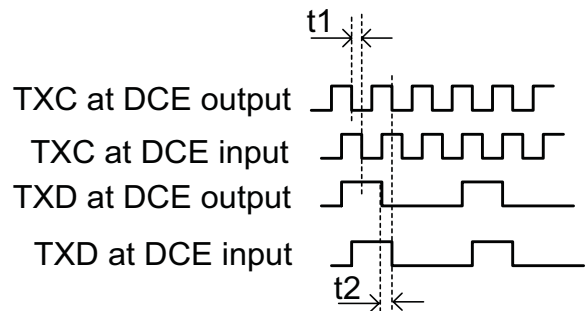 t1
TXC at DCE output
TXC at DCE input
TXD at DCE output
TXD at DCE input
t2